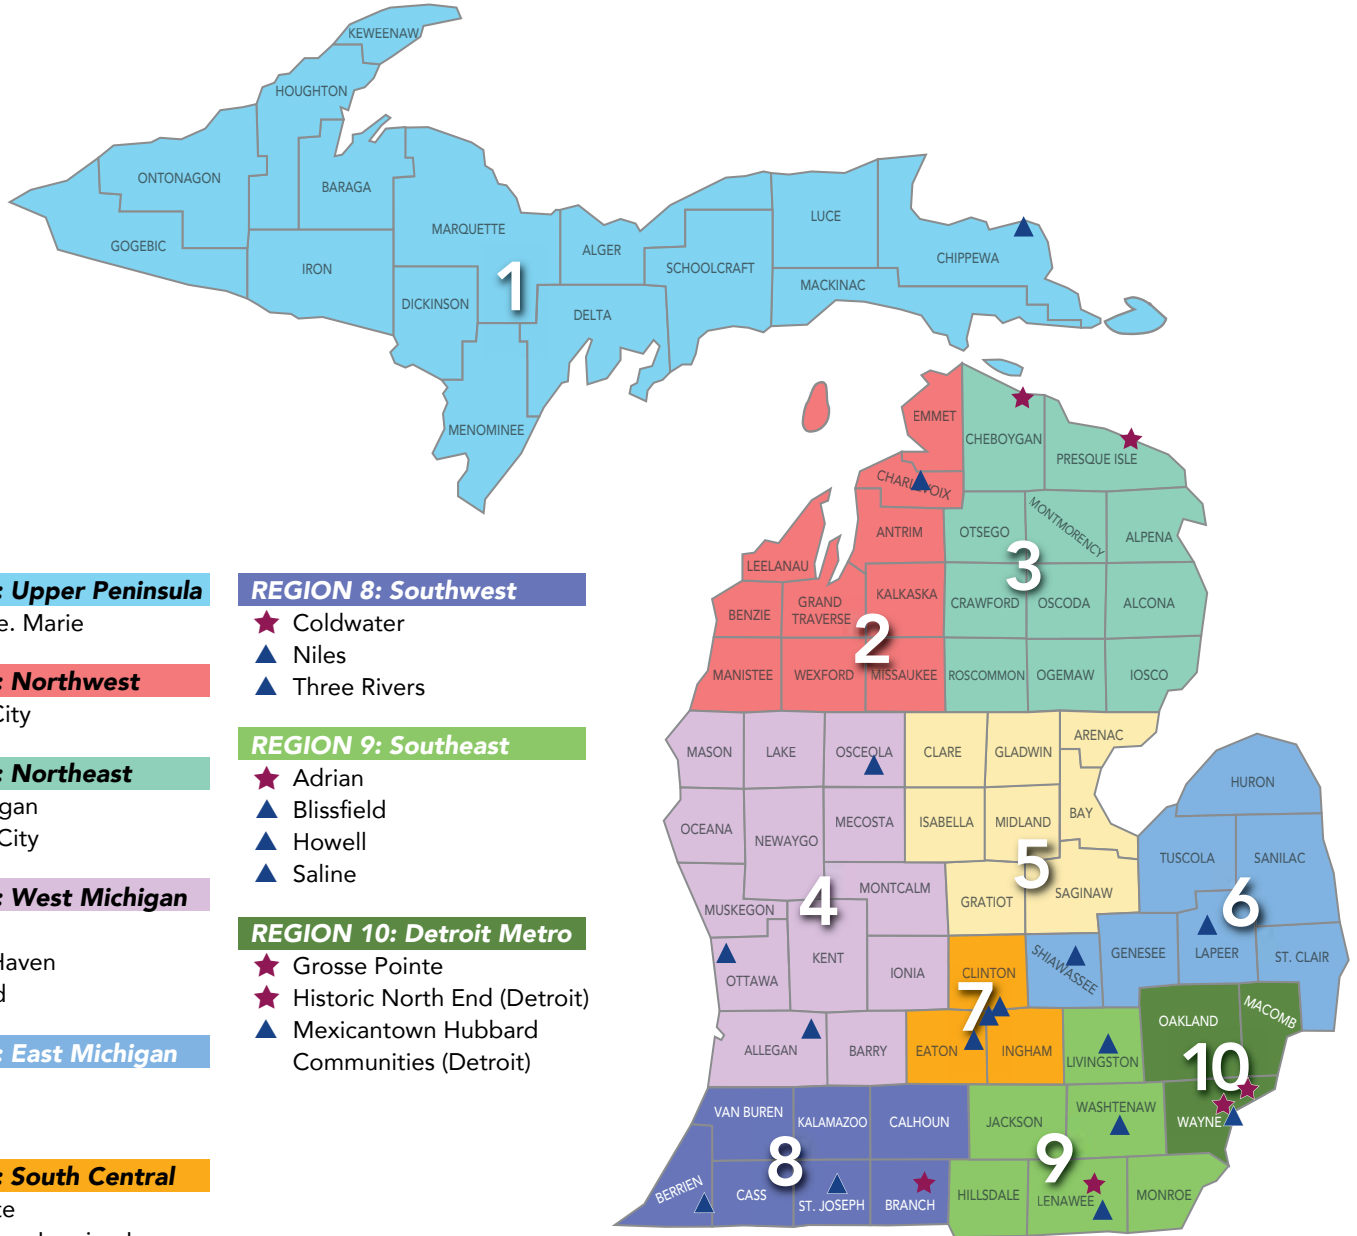 KEWEENAW
HOUGHTON
ONTONAGON
BARAGA
GOGEBIC
MARQUETTE
IRON
ALGER
LUCE
SCHOOLCRAFT
CHIPPEWA
MACKINAC
DICKINSON
1
DELTA
MENOMINEE
EMMET
CHEBOYGAN
PRESQUE ISLE
CHARLEVOIX
ANTRIM
OTSEGO
MONTMORENCY
ALPENA
3
LEELANAU
BENZIE
GRAND
TRAVERSE
KALKASKA
CRAWFORD
OSCODA
ALCONA
2
MANISTEE
WEXFORD
MISSAUKEE
ROSCOMMON
OGEMAW
IOSCO
MASON
LAKE
OSCEOLA
CLARE
GLADWIN
ARENAC
HURON
OCEANA
NEWAYGO
MECOSTA
ISABELLA
MIDLAND
BAY
TUSCOLA
SANILAC
5
MONTCALM
GRATIOT
SAGINAW
4
6
MUSKEGON
OTTAWA
KENT
IONIA
CLINTON
SHIAWASSEE
GENESEE
LAPEER
ST. CLAIR
7
ALLEGAN
BARRY
EATON
INGHAM
LIVINGSTON
OAKLAND
MACOMB
10
VAN BUREN
KALAMAZOO
CALHOUN
JACKSON
WASHTENAW
WAYNE
8
9
BERRIEN
CASS
ST. JOSEPH
BRANCH
HILLSDALE
LENAWEE
MONROE
: Upper Peninsula
e. Marie
: Northwest
City
: Northeast
gan
City
: West Michigan
Haven
d
: East Michigan
: South Central
te
REGION 8: Southwest
Coldwater
Niles
Three Rivers
REGION 9: Southeast
Adrian
Blissfield
Howell
Saline
REGION 10: Detroit Metro
Grosse Pointe
Historic North End (Detroit)
Mexicantown Hubbard
Communities (Detroit)